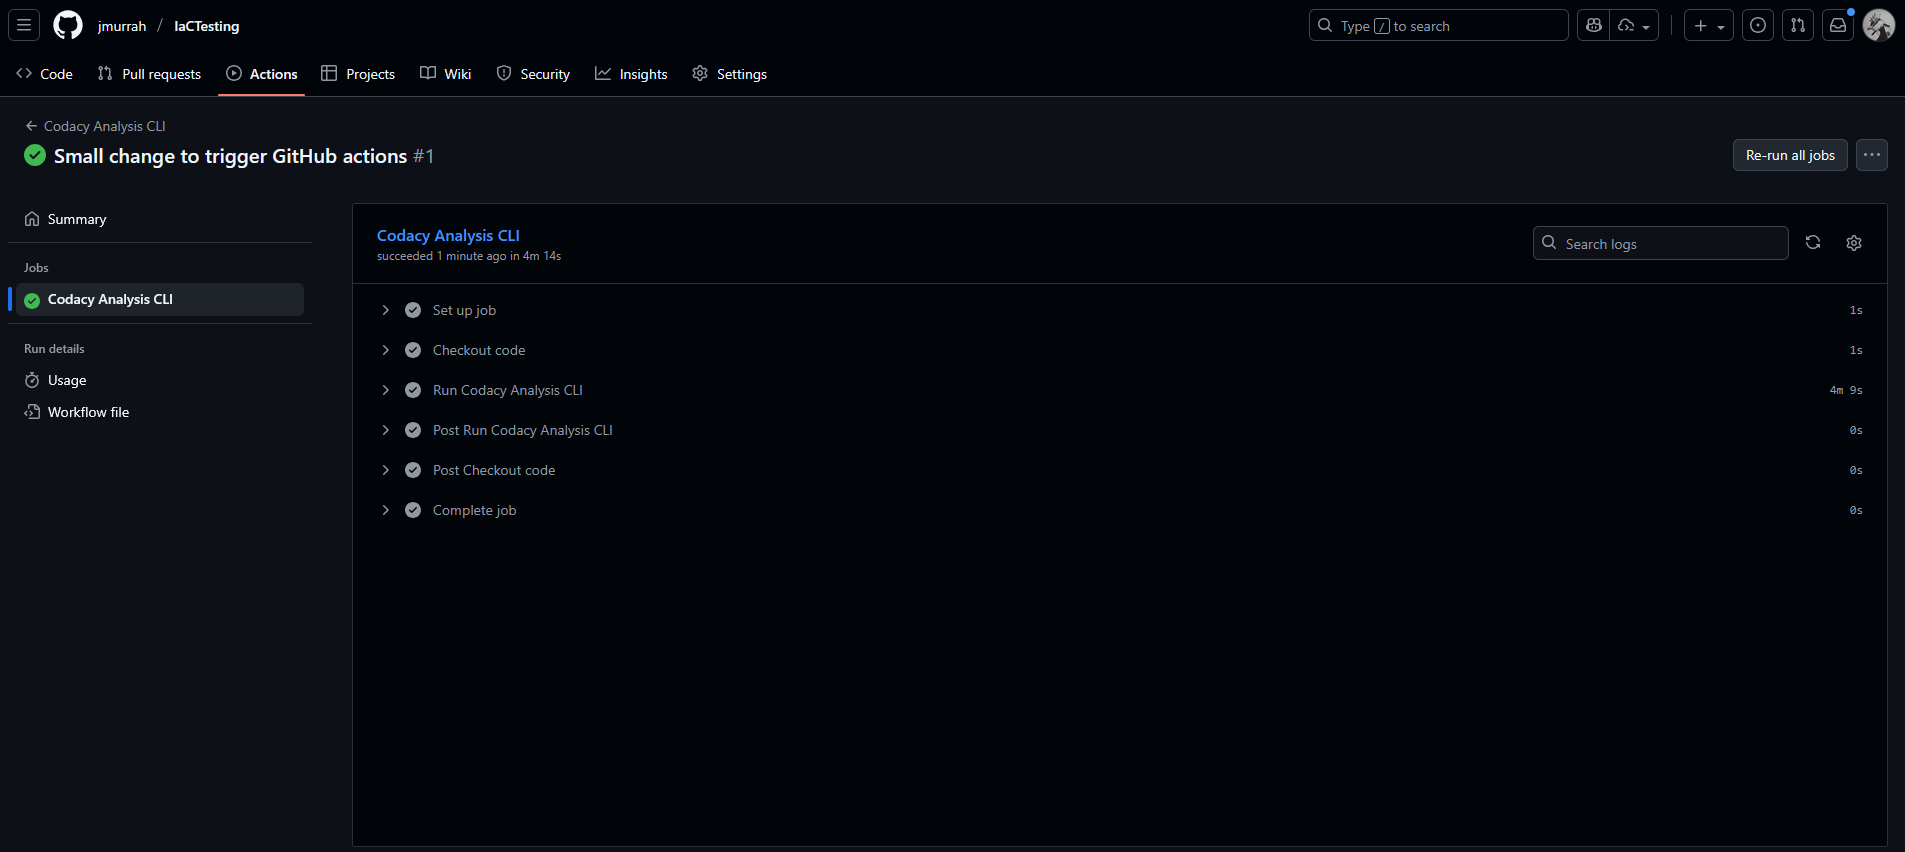 jmurrah / IaCTesting
Type / to search
Code
Pull requests
Actions
Projects
Wiki
Security
Insights
Settings
Codacy Analysis CLI
Small change to trigger GitHub actions #1
Re-run all jobs
Summary
Jobs
Codacy Analysis CLI
Run details
Usage
Workflow file
Codacy Analysis CLI
succeeded 1 minute ago in 4m 14s
Search logs
Set up job 1s
Checkout code 1s
Run Codacy Analysis CLI 4m 9s
Post Run Codacy Analysis CLI 0s
Post Checkout code 0s
Complete job 0s